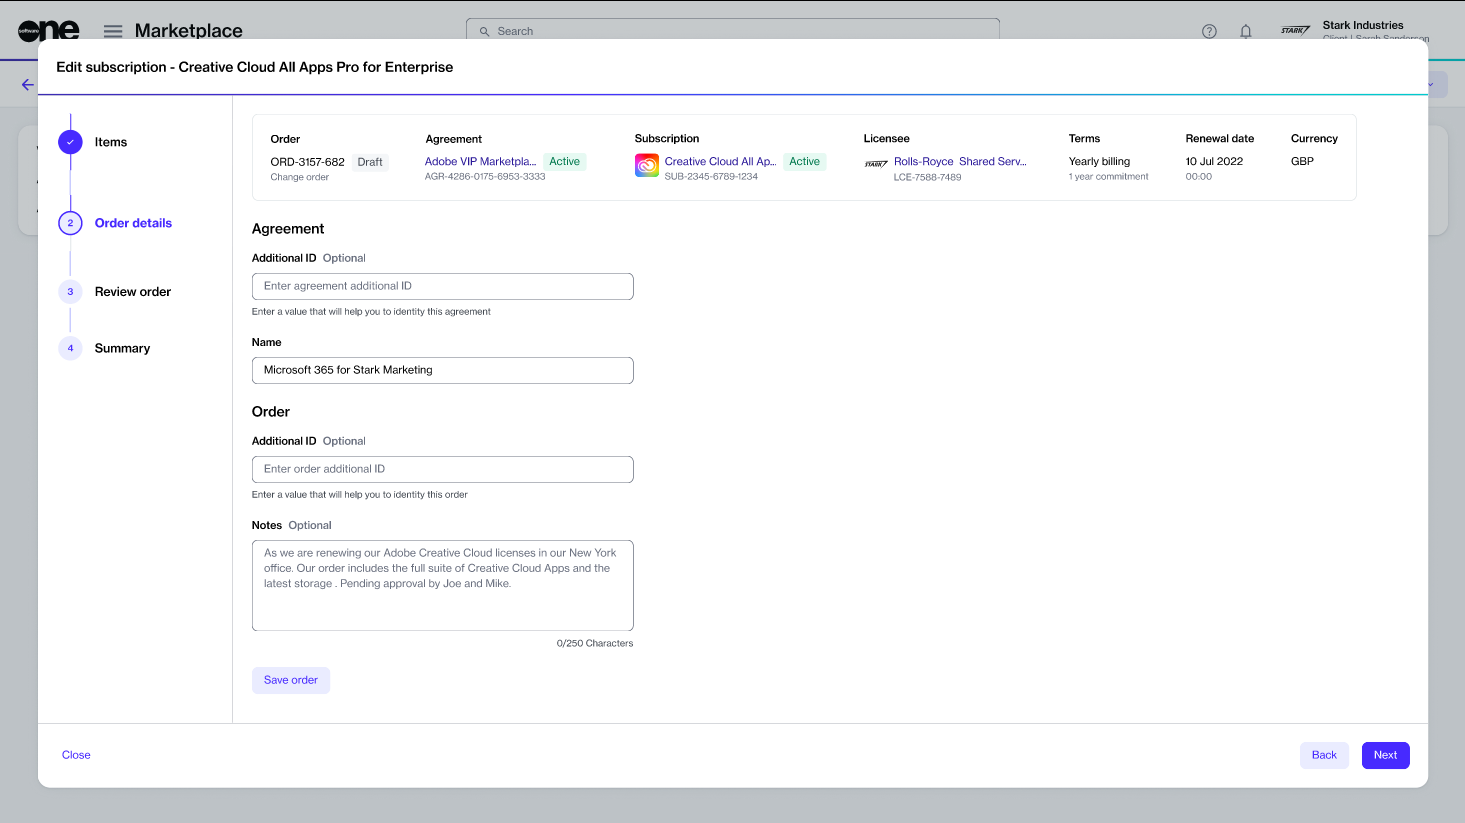 software
one
Marketplace
Search
STARK
Stark Industries
Client | Sarah Sanderson
Edit subscription - Creative Cloud All Apps Pro for Enterprise
Items
2
Order details
3
Review order
4
Summary
Order
ORD-3157-682 Draft
Change order
Agreement
Adobe VIP Marketpla... Active
AGR-4286-0175-6953-3333
Subscription
Creative Cloud All Ap... Active
SUB-2345-6789-1234
Licensee
STARK
Rolls-Royce Shared Serv...
LCE-7588-7489
Terms
Yearly billing
1 year commitment
Renewal date
10 Jul 2022
00:00
Currency
GBP
Agreement
Additional ID Optional
Enter agreement additional ID
Enter a value that will help you to identity this agreement
Name
Microsoft 365 for Stark Marketing
Order
Additional ID Optional
Enter order additional ID
Enter a value that will help you to identity this order
Notes Optional
As we are renewing our Adobe Creative Cloud licenses in our New York
office. Our order includes the full suite of Creative Cloud Apps and the
latest storage . Pending approval by Joe and Mike.
0/250 Characters
Save order
Close
Back
Next